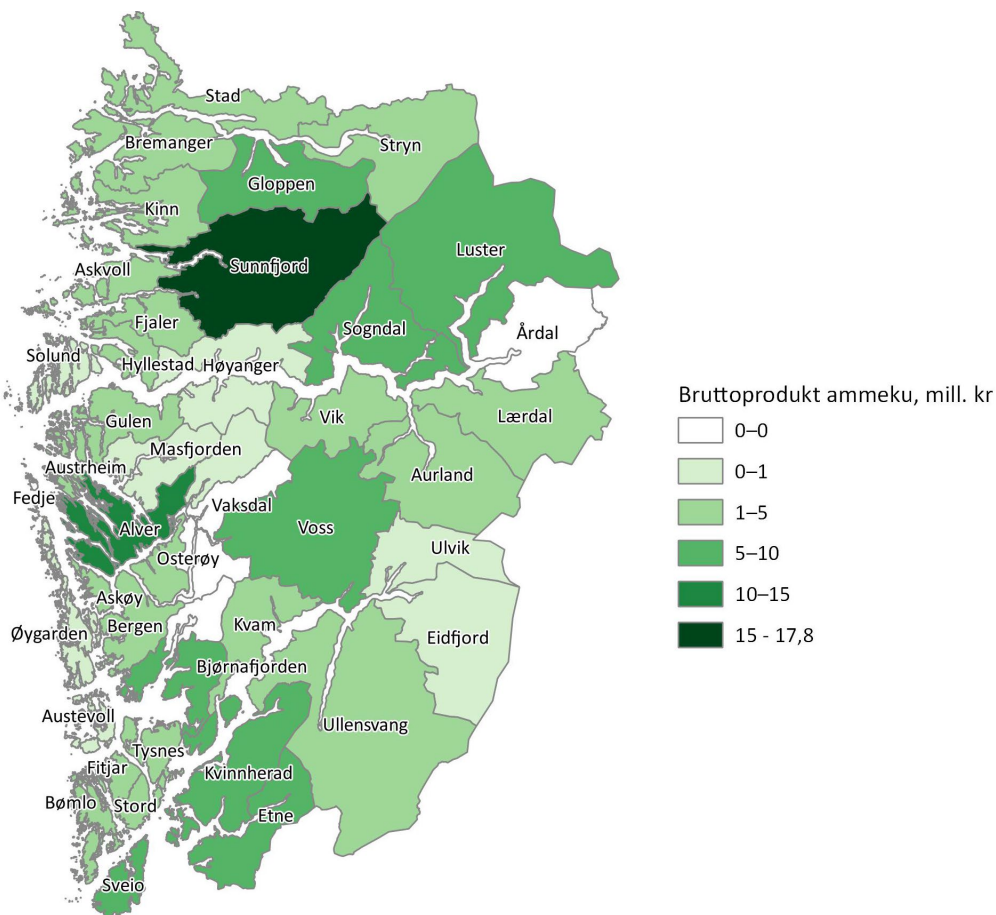 Stad
Bremanger
Stryn
Gloppen
Kinn
Luster
Askvoll
Sunnfjord
Fjaler
Sogndal
Årdal
Solund
Hyllestad
Høyanger
Gulen
Vik
Lærdal
Masfjorden
Austrheim
Aurland
Fedje
Vaksdal
Alver
Voss
Osterøy
Ulvik
Askøy
Bergen
Øygarden
Kvam
Eidfjord
Bjørnafjorden
Austevoll
Ullensvang
Tysnes
Fitjar
Kvinnherad
Bømlo
Stord
Etne
Sveio
Bruttoprodukt ammeku, mill. kr
0–0
0–1
1–5
5–10
10–15
15 - 17,8